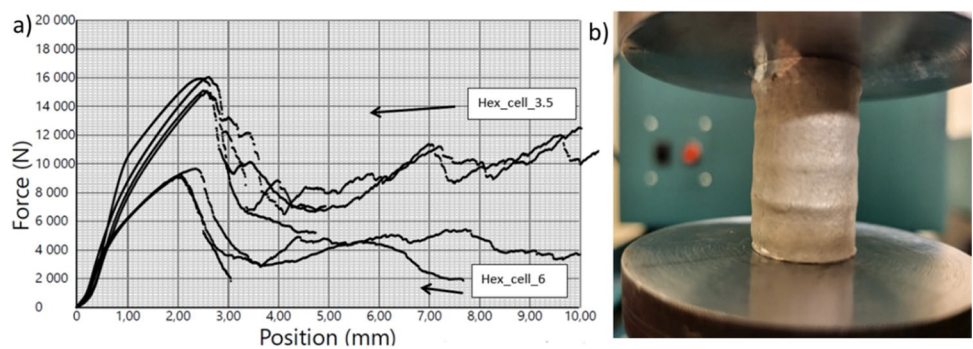 a)
b)
Force (N)
20 000
18 000
16 000
14 000
12 000
10 000
8 000
6 000
4 000
2 000
0
Hex_cell_3.5
Hex_cell_6
0 1,00 2,00 3,00 4,00 5,00 6,00 7,00 8,00 9,00 10,00
Position (mm)